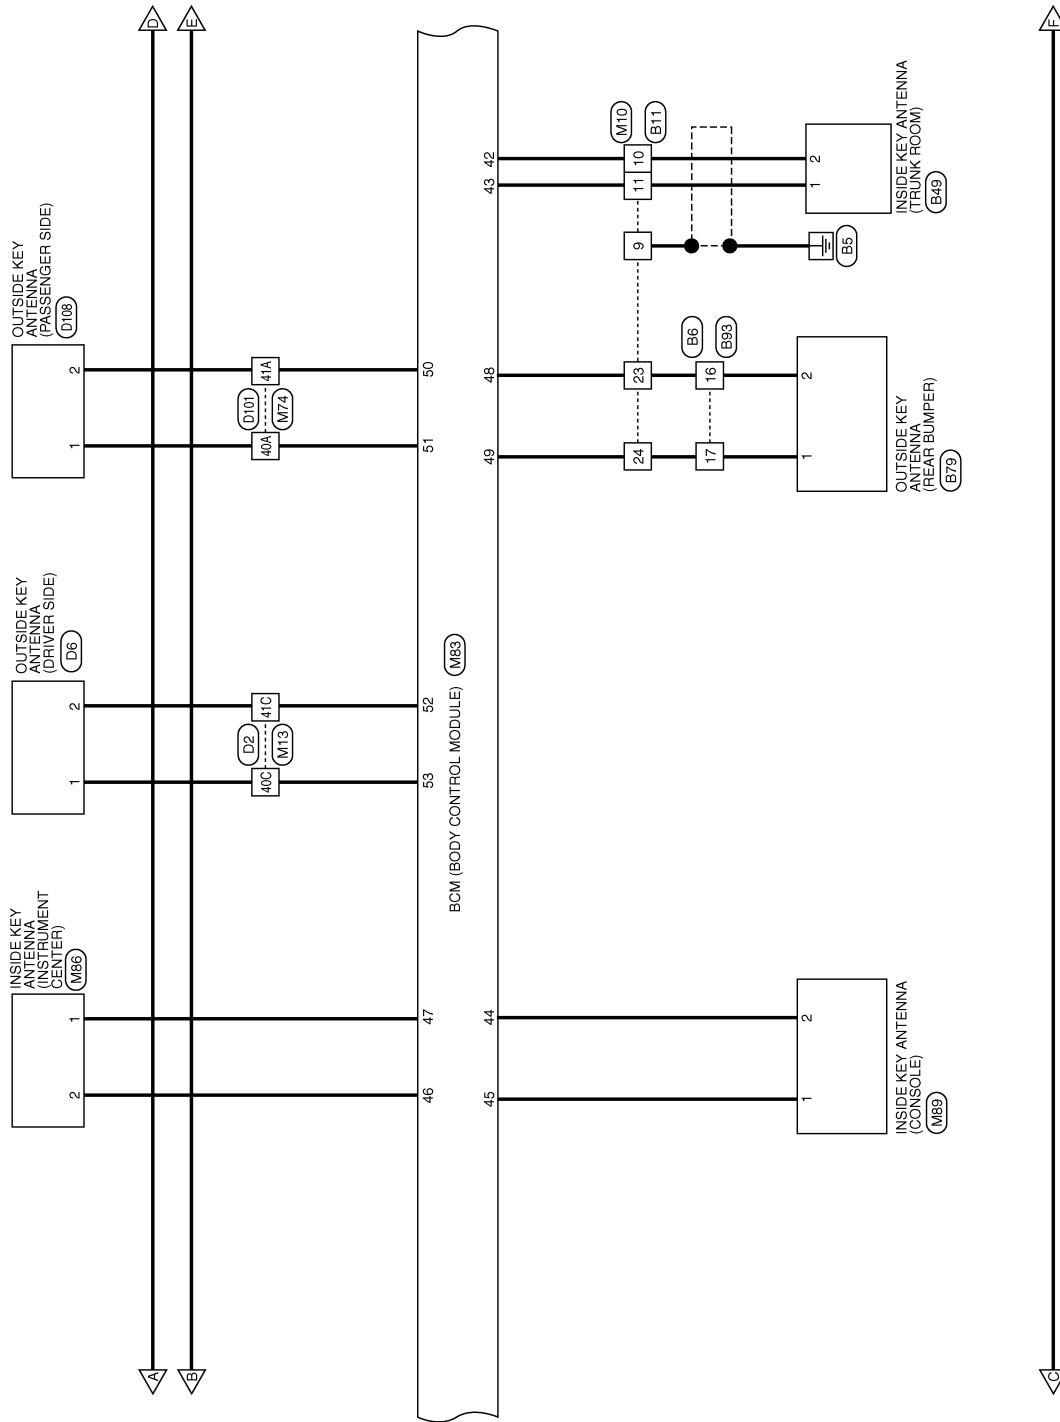 A
D
B
E
INSIDE KEY
ANTENNA
(INSTRUMENT
CENTER)
M86
2
1
OUTSIDE KEY
ANTENNA
(DRIVER SIDE)
D6
1
2
OUTSIDE KEY
ANTENNA
(PASSENGER SIDE)
D108
1
2
40C
D2
M13
41C
40A
D101
M74
41A
46
47
53
52
51
50
BCM (BODY CONTROL MODULE)
M83
45
44
49
48
43
42
24
23
9
11
10
M10
B11
17
16
B6
B93
1
2
INSIDE KEY ANTENNA
(CONSOLE)
M89
1
2
OUTSIDE KEY
ANTENNA
(REAR BUMPER)
B79
B5
1
2
INSIDE KEY ANTENNA
(TRUNK ROOM)
B49
C
F